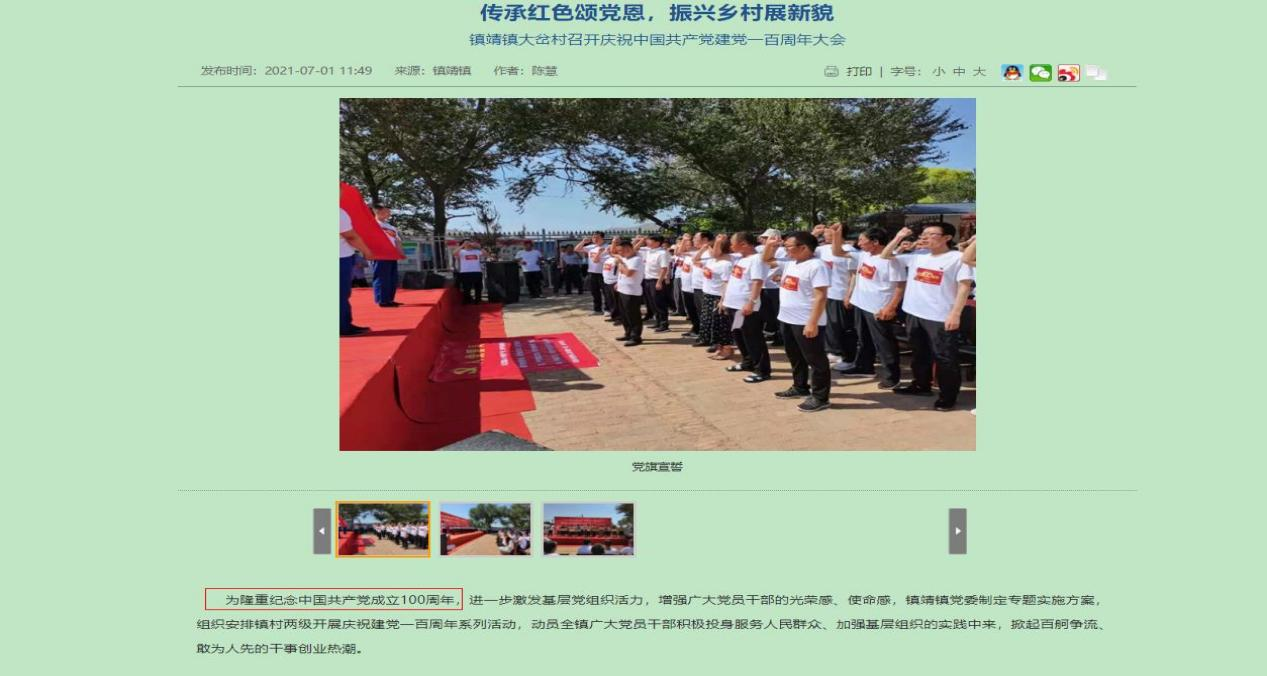 传承红色颂党恩，振兴乡村展新貌
镇靖镇大岔村召开庆祝中国共产党建党一百周年大会
发布时间：2021-07-01 11:49 来源：镇靖镇 作者：陈慧 打印 | 字号： 小 中 大
党旗宣誓
为隆重纪念中国共产党成立100周年，进一步激发基层党组织活力，增强广大党员干部的光荣感、使命感，镇靖镇党委制定专题实施方案，
组织安排镇村两级开展庆祝建党一百周年系列活动，动员全镇广大党员干部积极投身服务人民群众、加强基层组织的实践中来，掀起百舸争流、
敢为人先的干事创业热潮。